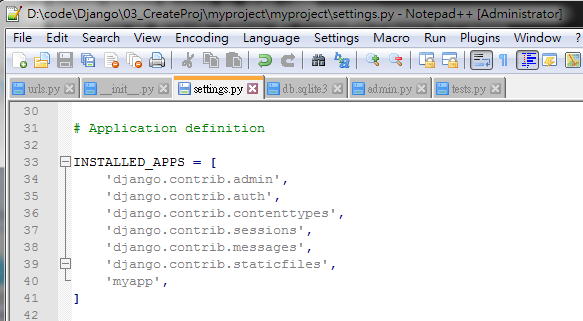 D:\code\Django\03_CreateProj\myproject\myproject\settings.py - Notepad++ [Administrator]
File Edit Search View Encoding Language Settings Macro Run Plugins Window ?
urls.py __init__.py settings.py db.sqlite3 admin.py tests.py
30
31 # Application definition
32
33 INSTALLED_APPS = [
34 'django.contrib.admin',
35 'django.contrib.auth',
36 'django.contrib.contenttypes',
37 'django.contrib.sessions',
38 'django.contrib.messages',
39 'django.contrib.staticfiles',
40 'myapp',
41 ]
42